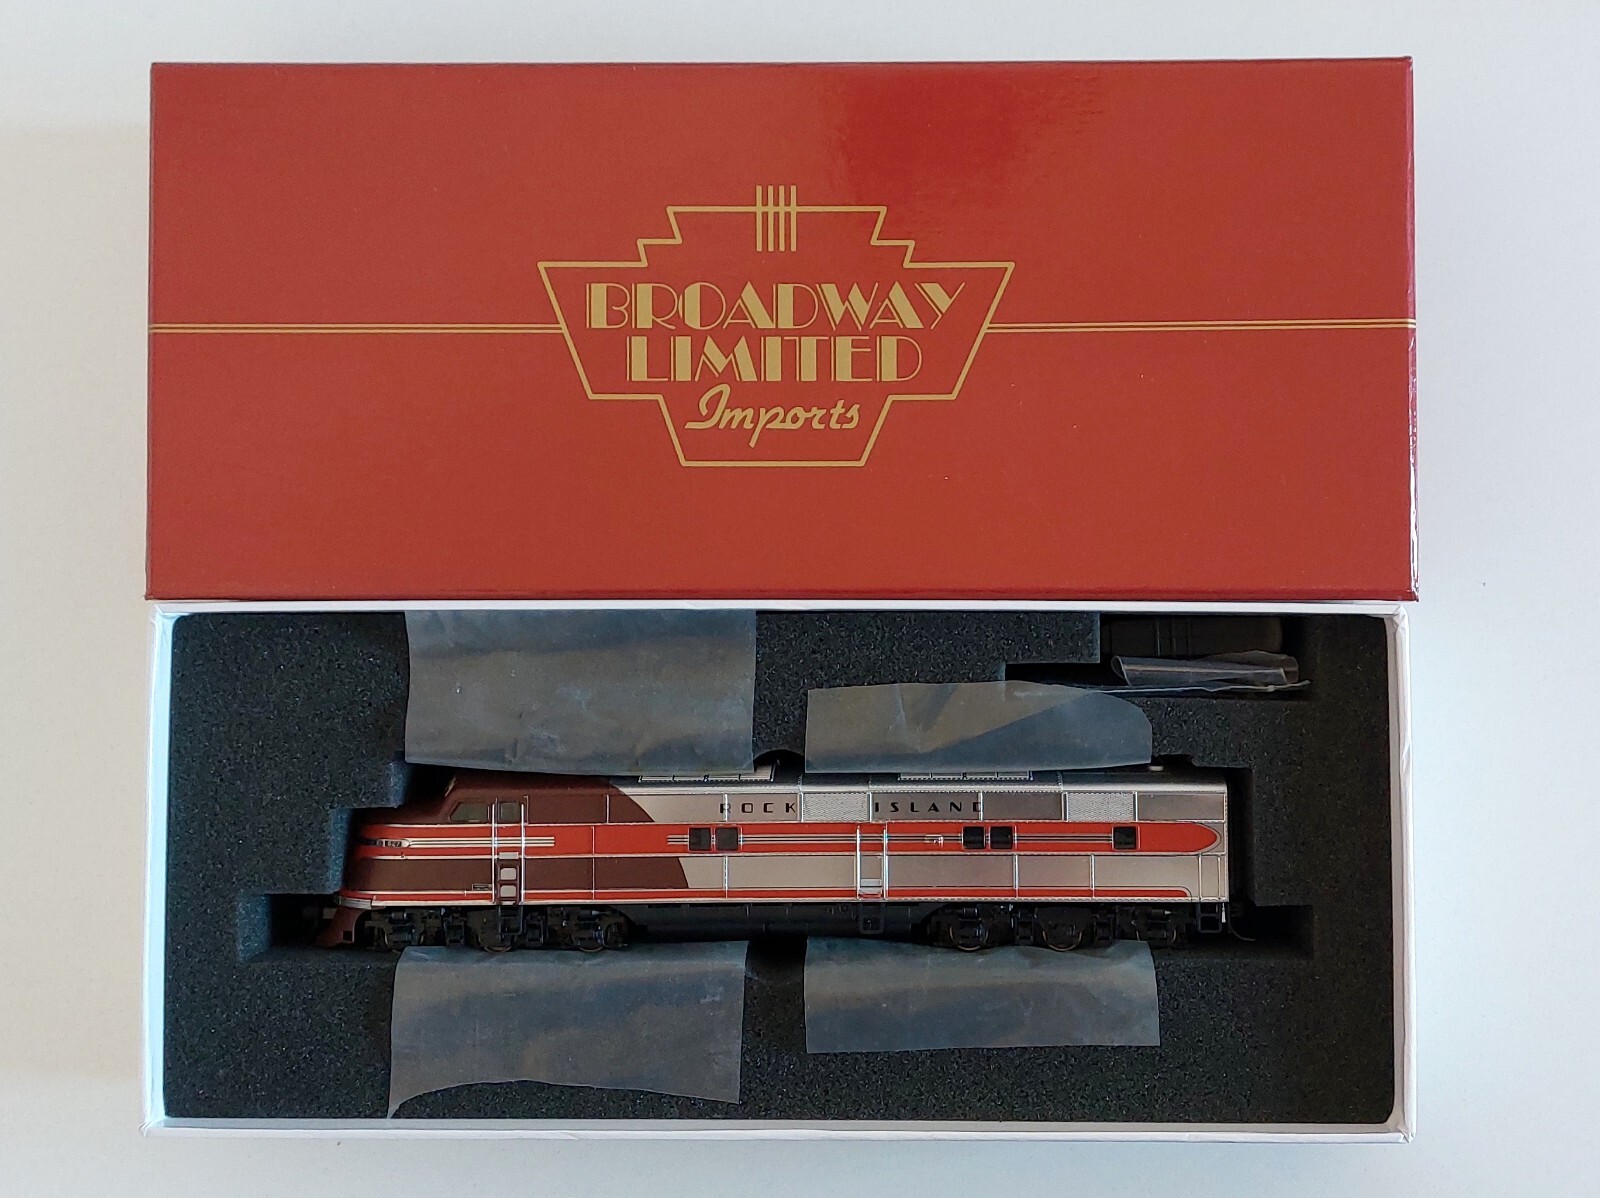 BROADWAY
LIMITED
Imports
ROCK ISLAND